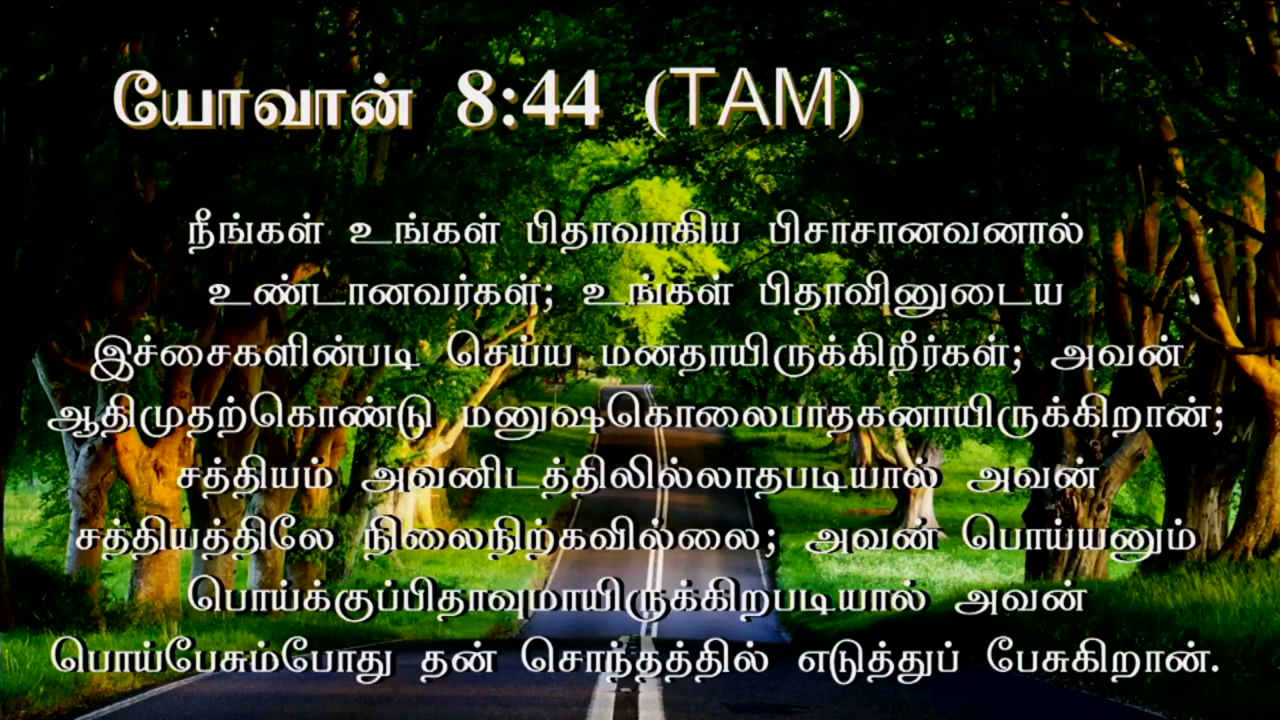 யோவான் 8:44 (TAM)
நீங்கள் உங்கள் பிதாவாகிய பிசாசானவனால்
உண்டானவர்கள்; உங்கள் பிதாவினுடைய
இச்சைகளின்படி செய்ய மனதாயிருக்கிறீர்கள்; அவன்
ஆதிமுதற்கொண்டு மனுஷகொலைபாதகனாயிருக்கிறான்;
சத்தியம் அவனிடத்திலில்லாதபடியால் அவன்
சத்தியத்திலே நிலைநிற்கவில்லை; அவன் பொய்யனும்
பொய்க்குப்பிதாவுமாயிருக்கிறபடியால் அவன்
பொய்பேசும்போது தன் சொந்தத்தில் எடுத்துப் பேசுகிறான்.